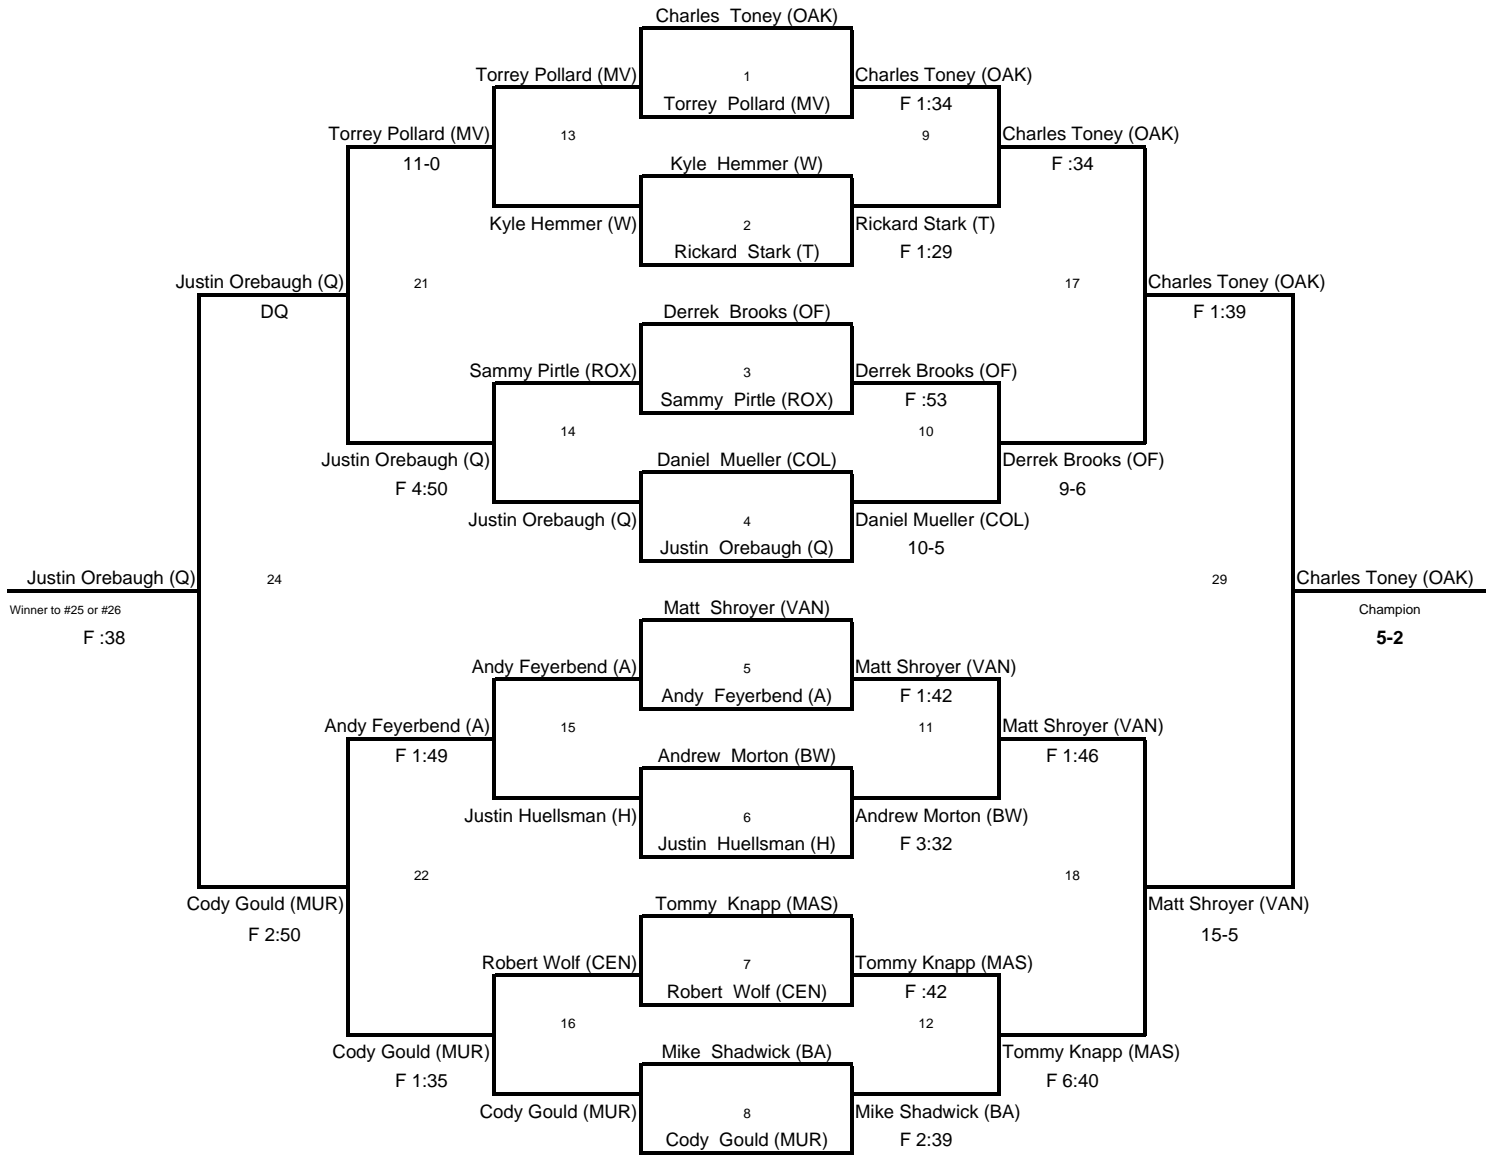 Charles Toney (OAK)
Torrey Pollard (MV)
1
Charles Toney (OAK)
Torrey Pollard (MV)
F 1:34
Torrey Pollard (MV)
13
9
Charles Toney (OAK)
11-0
Kyle Hemmer (W)
F :34
Kyle Hemmer (W)
2
Rickard Stark (T)
Rickard Stark (T)
F 1:29
Justin Orebaugh (Q)
21
17
Charles Toney (OAK)
DQ
Derrek Brooks (OF)
F 1:39
Sammy Pirtle (ROX)
3
Derrek Brooks (OF)
Sammy Pirtle (ROX)
F :53
14
10
Justin Orebaugh (Q)
Daniel Mueller (COL)
Derrek Brooks (OF)
F 4:50
9-6
Justin Orebaugh (Q)
4
Daniel Mueller (COL)
Justin Orebaugh (Q)
10-5
Justin Orebaugh (Q)
24
29
Charles Toney (OAK)
Winner to #25 or #26
Matt Shroyer (VAN)
Champion
F :38
5-2
Andy Feyerbend (A)
5
Matt Shroyer (VAN)
Andy Feyerbend (A)
F 1:42
Andy Feyerbend (A)
15
11
Matt Shroyer (VAN)
F 1:49
Andrew Morton (BW)
F 1:46
Justin Huellsman (H)
6
Andrew Morton (BW)
Justin Huellsman (H)
F 3:32
22
18
Cody Gould (MUR)
Tommy Knapp (MAS)
Matt Shroyer (VAN)
F 2:50
15-5
Robert Wolf (CEN)
7
Tommy Knapp (MAS)
Robert Wolf (CEN)
F :42
16
12
Cody Gould (MUR)
Mike Shadwick (BA)
Tommy Knapp (MAS)
F 1:35
F 6:40
Cody Gould (MUR)
8
Mike Shadwick (BA)
Cody Gould (MUR)
F 2:39